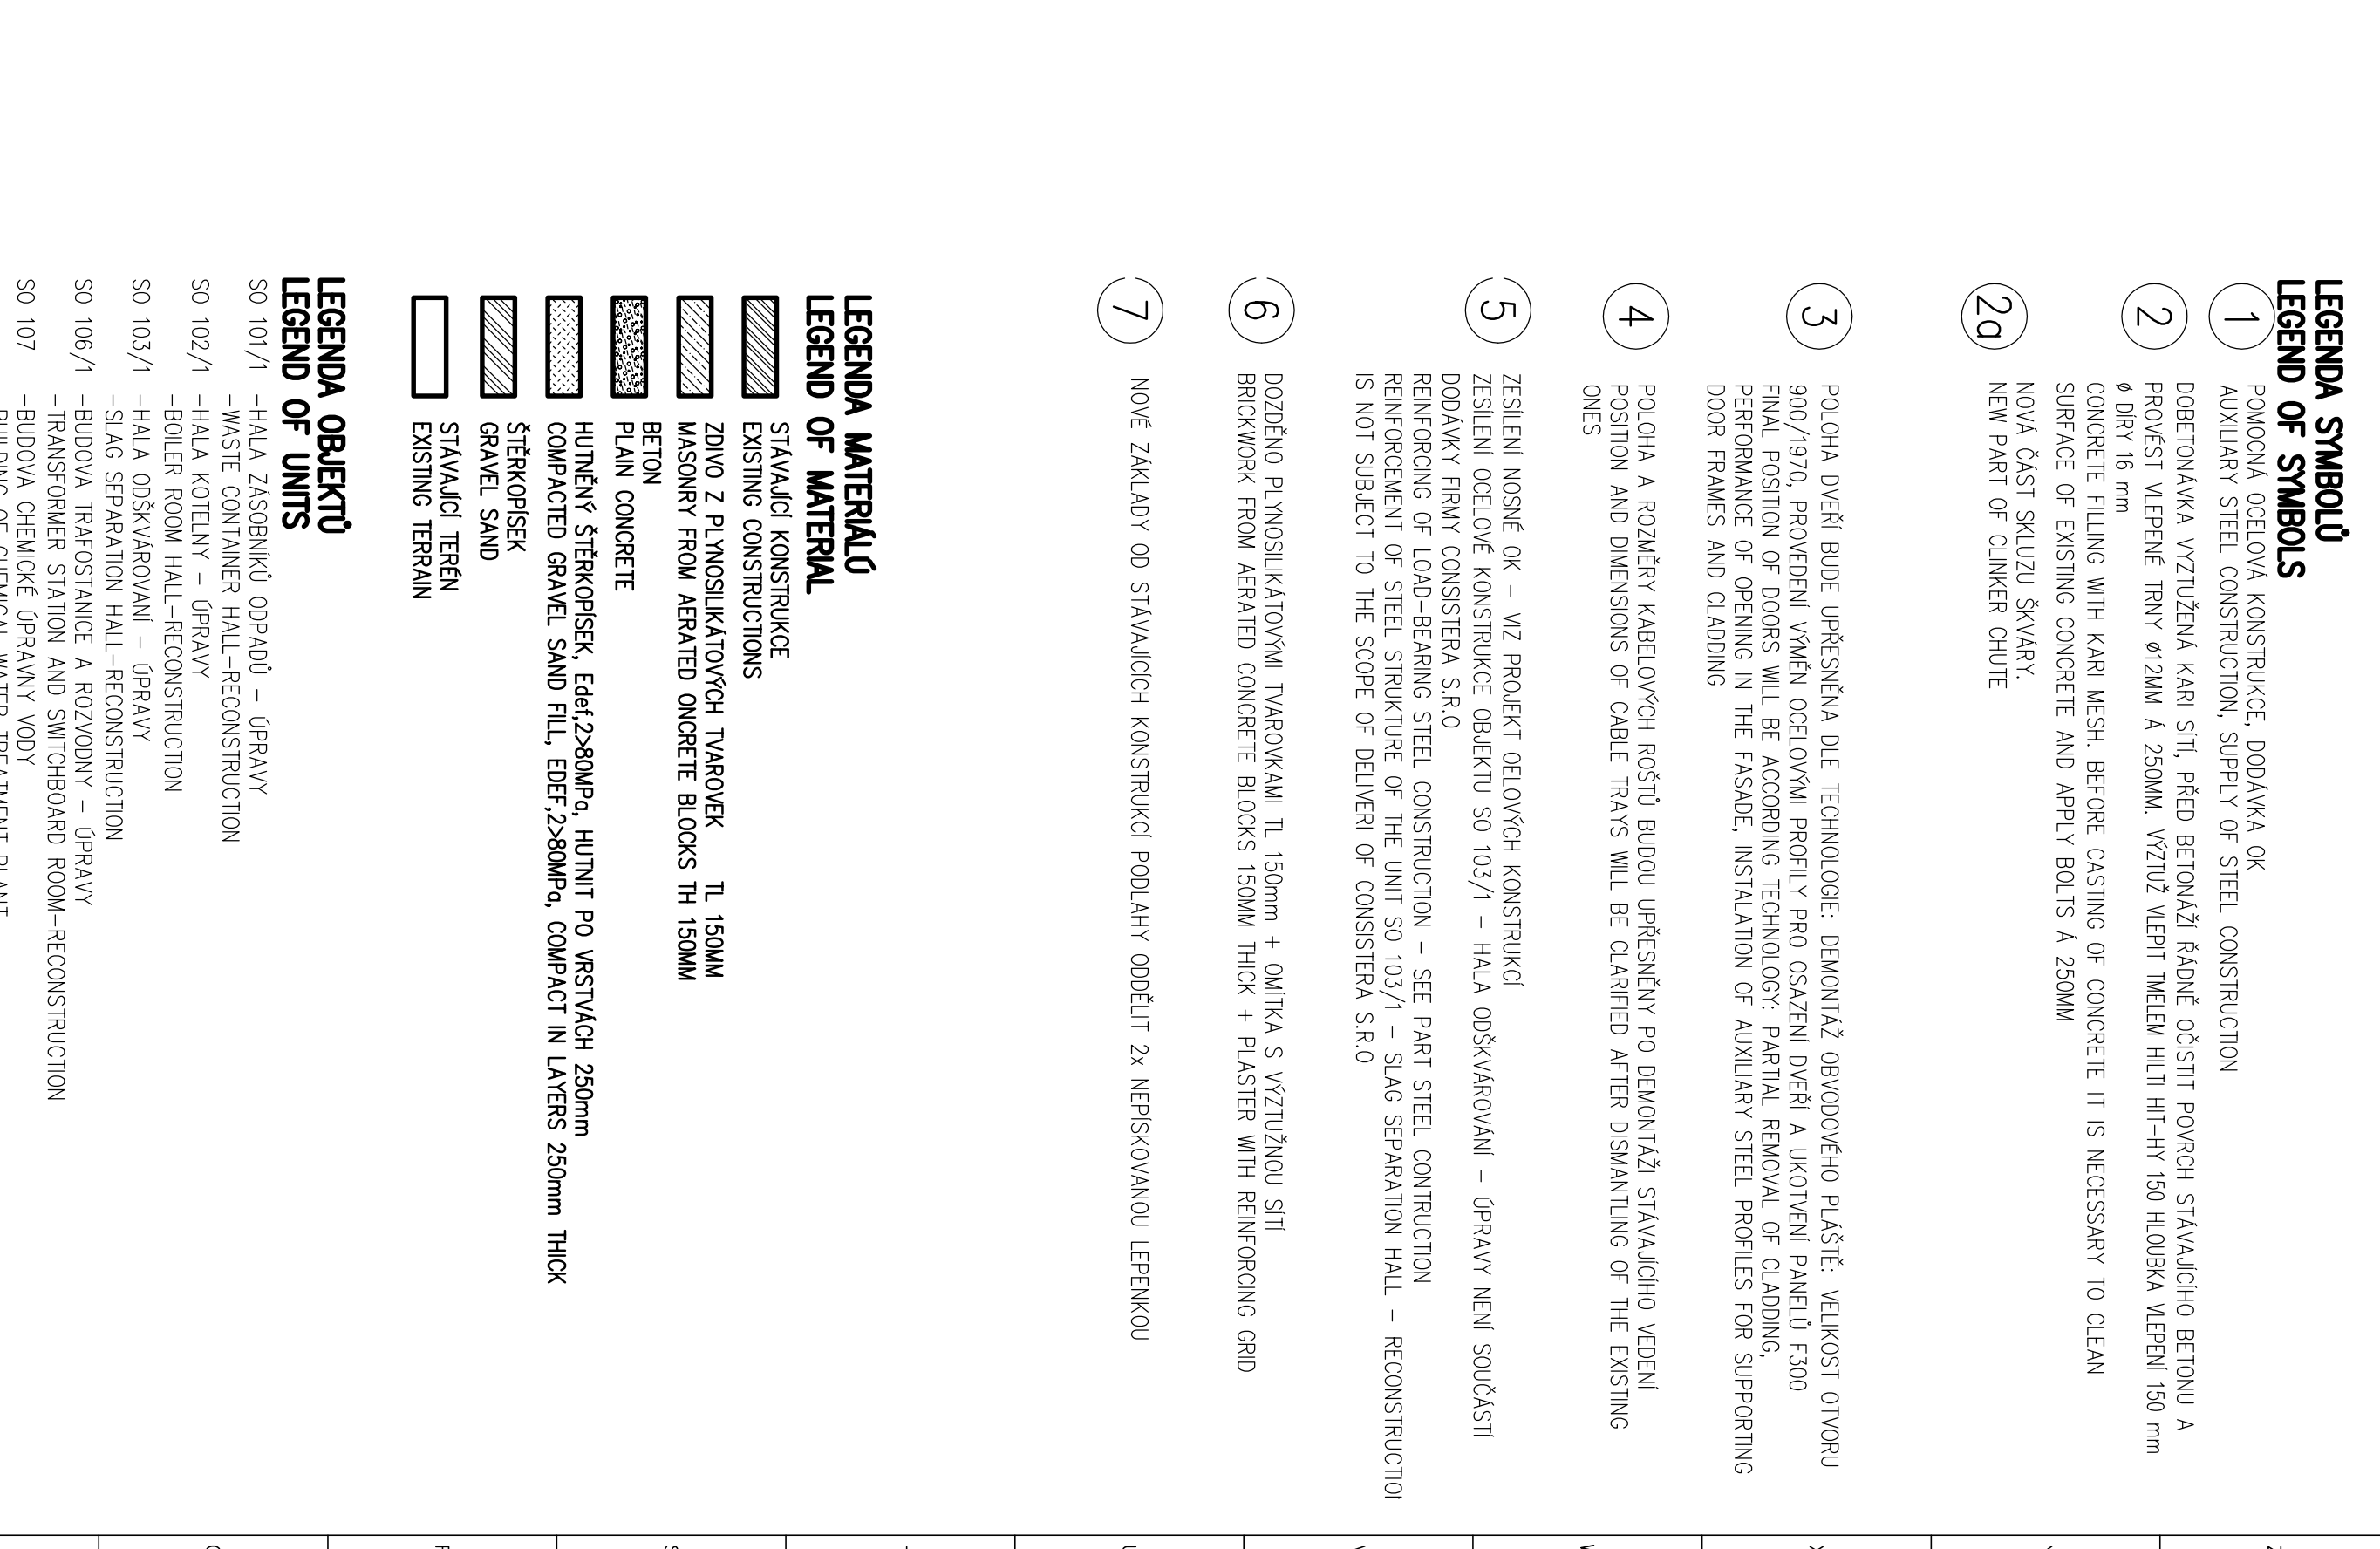 LEGENDA SYMBOLŮ
LEGEND OF SYMBOLS
1
POMOCNÁ OCELOVÁ KONSTRUKCE, DODÁVKA OK
AUXILIARY STEEL CONSTRUCTION, SUPPLY OF STEEL CONSTRUCTION
2
DOBETONÁVKA VYZTUŽENÁ KARI SÍTÍ, PŘED BETONÁŽÍ ŘÁDNĚ OČISTIT POVRCH STÁVAJÍCÍHO BETONU A
PROVÉST VLEPENÉ TRNY ø12MM Á 250MM. VÝZTUŽ VLEPIT TMELEM HILTI HIT-HY 150 HLOUBKA VLEPENÍ 150 mm
ø DÍRY 16 mm
CONCRETE FILLING WITH KARI MESH. BEFORE CASTING OF CONCRETE IT IS NECESSARY TO CLEAN
SURFACE OF EXISTING CONCRETE AND APPLY BOLTS Á 250MM
2a
NOVÁ ČÁST SKLUZU ŠKVÁRY.
NEW PART OF CLINKER CHUTE
3
POLOHA DVEŘÍ BUDE UPŘESNĚNA DLE TECHNOLOGIE: DEMONTÁŽ OBVODOVÉHO PLÁŠTĚ: VELIKOST OTVORU
900/1970, PROVEDENÍ VÝMĚN OCELOVÝMI PROFILY PRO OSAZENÍ DVEŘÍ A UKOTVENÍ PANELŮ F300
FINAL POSITION OF DOORS WILL BE ACCORDING TECHNOLOGY: PARTIAL REMOVAL OF CLADDING,
PERFORMANCE OF OPENING IN THE FASADE, INSTALATION OF AUXILIARY STEEL PROFILES FOR SUPPORTING
DOOR FRAMES AND CLADDING
4
POLOHA A ROZMĚRY KABELOVÝCH ROŠTŮ BUDOU UPŘESNĚNY PO DEMONTÁŽI STÁVAJÍCÍHO VEDENÍ
POSITION AND DIMENSIONS OF CABLE TRAYS WILL BE CLARIFIED AFTER DISMANTLING OF THE EXISTING
ONES
5
ZESÍLENÍ NOSNÉ OK - VIZ PROJEKT OELOVÝCH KONSTRUKCÍ
ZESÍLENÍ OCELOVÉ KONSTRUKCE OBJEKTU SO 103/1 - HALA ODŠKVÁROVÁNÍ - ÚPRAVY NENÍ SOUČÁSTÍ
DODÁVKY FIRMY CONSISTERA S.R.O
REINFORCING OF LOAD-BEARING STEEL CONSTRUCTION - SEE PART STEEL CONTRUCTION
REINFORCEMENT OF STEEL STRUKTURE OF THE UNIT SO 103/1 - SLAG SEPARATION HALL - RECONSTRUCTION
IS NOT SUBJECT TO THE SCOPE OF DELIVERI OF CONSISTERA S.R.O
6
DOZDĚNO PLYNOSILIKÁTOVÝMI TVAROVKAMI TL 150mm + OMÍTKA S VÝZTUŽNOU SÍTÍ
BRICKWORK FROM AERATED CONCRETE BLOCKS 150MM THICK + PLASTER WITH REINFORCING GRID
7
NOVÉ ZÁKLADY OD STÁVAJÍCÍCH KONSTRUKCÍ PODLAHY ODDĚLIT 2x NEPÍSKOVANOU LEPENKOU
LEGENDA MATERIÁLŮ
LEGEND OF MATERIAL
STÁVAJÍCÍ KONSTRUKCE
EXISTING CONSTRUCTIONS
ZDIVO Z PLYNOSILIKÁTOVÝCH TVAROVEK TL 150MM
MASONRY FROM AERATED ONCRETE BLOCKS TH 150MM
BETON
PLAIN CONCRETE
HUTNĚNÝ ŠTĚRKOPÍSEK, Edef,2>80MPa, HUTNIT PO VRSTVÁCH 250mm
COMPACTED GRAVEL SAND FILL, EDEF,2>80MPa, COMPACT IN LAYERS 250mm THICK
ŠTĚRKOPÍSEK
GRAVEL SAND
STÁVAJÍCÍ TERÉN
EXISTING TERRAIN
LEGENDA OBJEKTŮ
LEGEND OF UNITS
SO 101/1 -HALA ZÁSOBNÍKŮ ODPADŮ - ÚPRAVY
-WASTE CONTAINER HALL-RECONSTRUCTION
SO 102/1 -HALA KOTELNY - ÚPRAVY
-BOILER ROOM HALL-RECONSTRUCTION
SO 103/1 -HALA ODŠKVÁROVANÍ - ÚPRAVY
-SLAG SEPARATION HALL-RECONSTRUCTION
SO 106/1 -BUDOVA TRAFOSTANICE A ROZVODNY - ÚPRAVY
-TRANSFORMER STATION AND SWITCHBOARD ROOM-RECONSTRUCTION
SO 107 -BUDOVA CHEMICKÉ ÚPRAVNY VODY
BUILDING OF CHEMICAL WATER TREATMENT PLANT